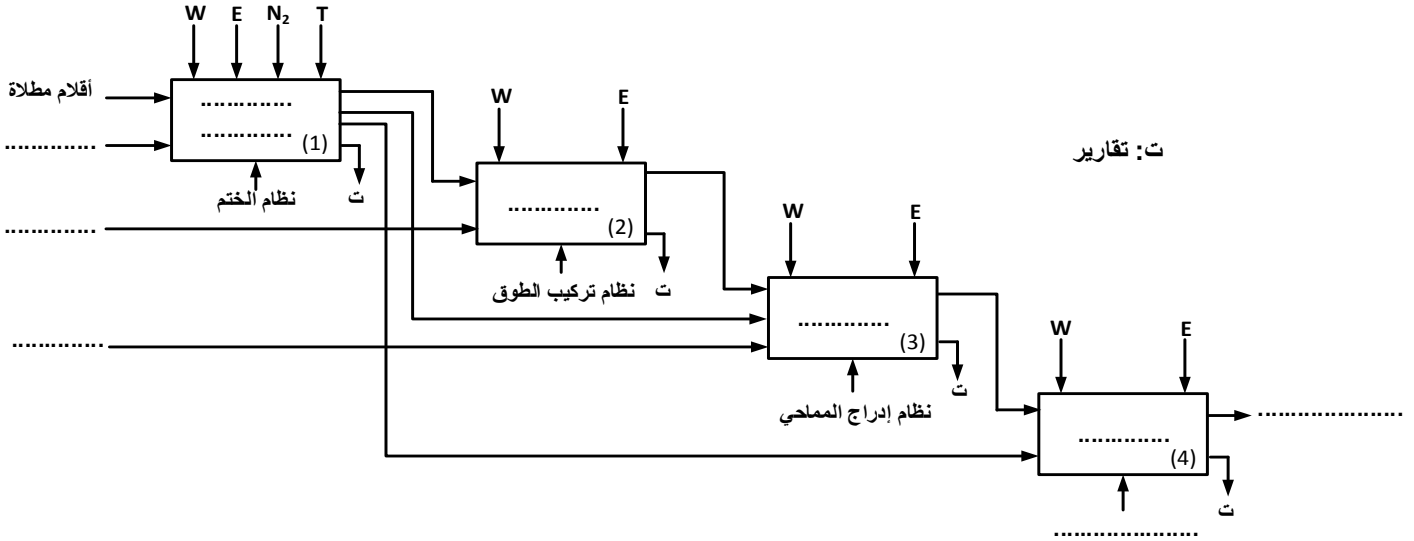 W E N₂ T
أقلام مطلاة
..............
..............
..............
(1)
نظام الختم
ت
W E
ت: تقارير
..............
(2)
..............
نظام تركيب الطوق
ت
W E
..............
(3)
..............
نظام إدراج المماحي
ت
W E
..............
(4)
.....................
ت
.....................